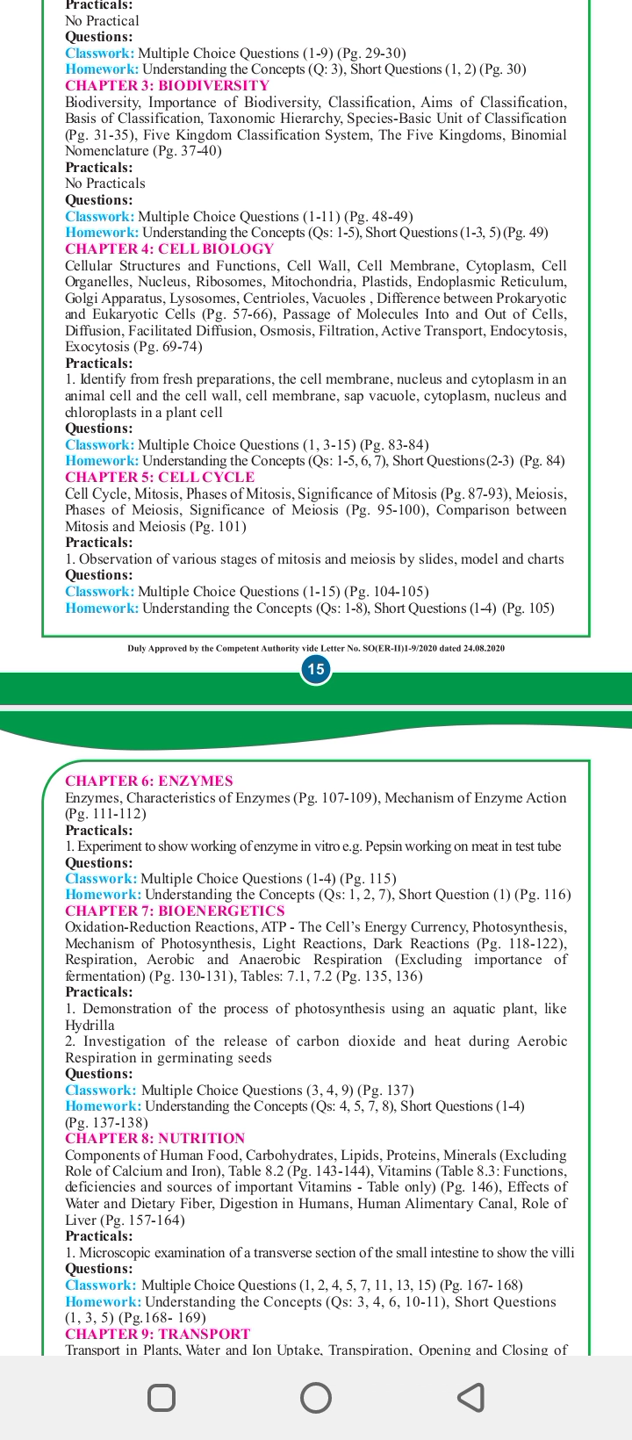 Practicals:
No Practical
Questions:
Classwork: Multiple Choice Questions (1-9) (Pg. 29-30)
Homework: Understanding the Concepts (Q: 3), Short Questions (1, 2) (Pg. 30)
CHAPTER 3: BIODIVERSITY
Biodiversity, Importance of Biodiversity, Classification, Aims of Classification,
Basis of Classification, Taxonomic Hierarchy, Species-Basic Unit of Classification
(Pg. 31-35), Five Kingdom Classification System, The Five Kingdoms, Binomial
Nomenclature (Pg. 37-40)
Practicals:
No Practicals
Questions:
Classwork: Multiple Choice Questions (1-11) (Pg. 48-49)
Homework: Understanding the Concepts (Qs: 1-5), Short Questions (1-3, 5) (Pg. 49)
CHAPTER 4: CELL BIOLOGY
Cellular Structures and Functions, Cell Wall, Cell Membrane, Cytoplasm, Cell
Organelles, Nucleus, Ribosomes, Mitochondria, Plastids, Endoplasmic Reticulum,
Golgi Apparatus, Lysosomes, Centrioles, Vacuoles , Difference between Prokaryotic
and Eukaryotic Cells (Pg. 57-66), Passage of Molecules Into and Out of Cells,
Diffusion, Facilitated Diffusion, Osmosis, Filtration, Active Transport, Endocytosis,
Exocytosis (Pg. 69-74)
Practicals:
1. Identify from fresh preparations, the cell membrane, nucleus and cytoplasm in an
animal cell and the cell wall, cell membrane, sap vacuole, cytoplasm, nucleus and
chloroplasts in a plant cell
Questions:
Classwork: Multiple Choice Questions (1, 3-15) (Pg. 83-84)
Homework: Understanding the Concepts (Qs: 1-5, 6, 7), Short Questions (2-3) (Pg. 84)
CHAPTER 5: CELL CYCLE
Cell Cycle, Mitosis, Phases of Mitosis, Significance of Mitosis (Pg. 87-93), Meiosis,
Phases of Meiosis, Significance of Meiosis (Pg. 95-100), Comparison between
Mitosis and Meiosis (Pg. 101)
Practicals:
1. Observation of various stages of mitosis and meiosis by slides, model and charts
Questions:
Classwork: Multiple Choice Questions (1-15) (Pg. 104-105)
Homework: Understanding the Concepts (Qs: 1-8), Short Questions (1-4) (Pg. 105)
Duly Approved by the Competent Authority vide Letter No. SO(ER-II)1-9/2020 dated 24.08.2020
15
CHAPTER 6: ENZYMES
Enzymes, Characteristics of Enzymes (Pg. 107-109), Mechanism of Enzyme Action
(Pg. 111-112)
Practicals:
1. Experiment to show working of enzyme in vitro e.g. Pepsin working on meat in test tube
Questions:
Classwork: Multiple Choice Questions (1-4) (Pg. 115)
Homework: Understanding the Concepts (Qs: 1, 2, 7), Short Question (1) (Pg. 116)
CHAPTER 7: BIOENERGETICS
Oxidation-Reduction Reactions, ATP - The Cell's Energy Currency, Photosynthesis,
Mechanism of Photosynthesis, Light Reactions, Dark Reactions (Pg. 118-122),
Respiration, Aerobic and Anaerobic Respiration (Excluding importance of
fermentation) (Pg. 130-131), Tables: 7.1, 7.2 (Pg. 135, 136)
Practicals:
1. Demonstration of the process of photosynthesis using an aquatic plant, like
Hydrilla
2. Investigation of the release of carbon dioxide and heat during Aerobic
Respiration in germinating seeds
Questions:
Classwork: Multiple Choice Questions (3, 4, 9) (Pg. 137)
Homework: Understanding the Concepts (Qs: 4, 5, 7, 8), Short Questions (1-4)
(Pg. 137-138)
CHAPTER 8: NUTRITION
Components of Human Food, Carbohydrates, Lipids, Proteins, Minerals (Excluding
Role of Calcium and Iron), Table 8.2 (Pg. 143-144), Vitamins (Table 8.3: Functions,
deficiencies and sources of important Vitamins - Table only) (Pg. 146), Effects of
Water and Dietary Fiber, Digestion in Humans, Human Alimentary Canal, Role of
Liver (Pg. 157-164)
Practicals:
1. Microscopic examination of a transverse section of the small intestine to show the villi
Questions:
Classwork: Multiple Choice Questions (1, 2, 4, 5, 7, 11, 13, 15) (Pg. 167- 168)
Homework: Understanding the Concepts (Qs: 3, 4, 6, 10-11), Short Questions
(1, 3, 5) (Pg.168- 169)
CHAPTER 9: TRANSPORT
Transport in Plants, Water and Ion Uptake, Transpiration, Opening and Closing of